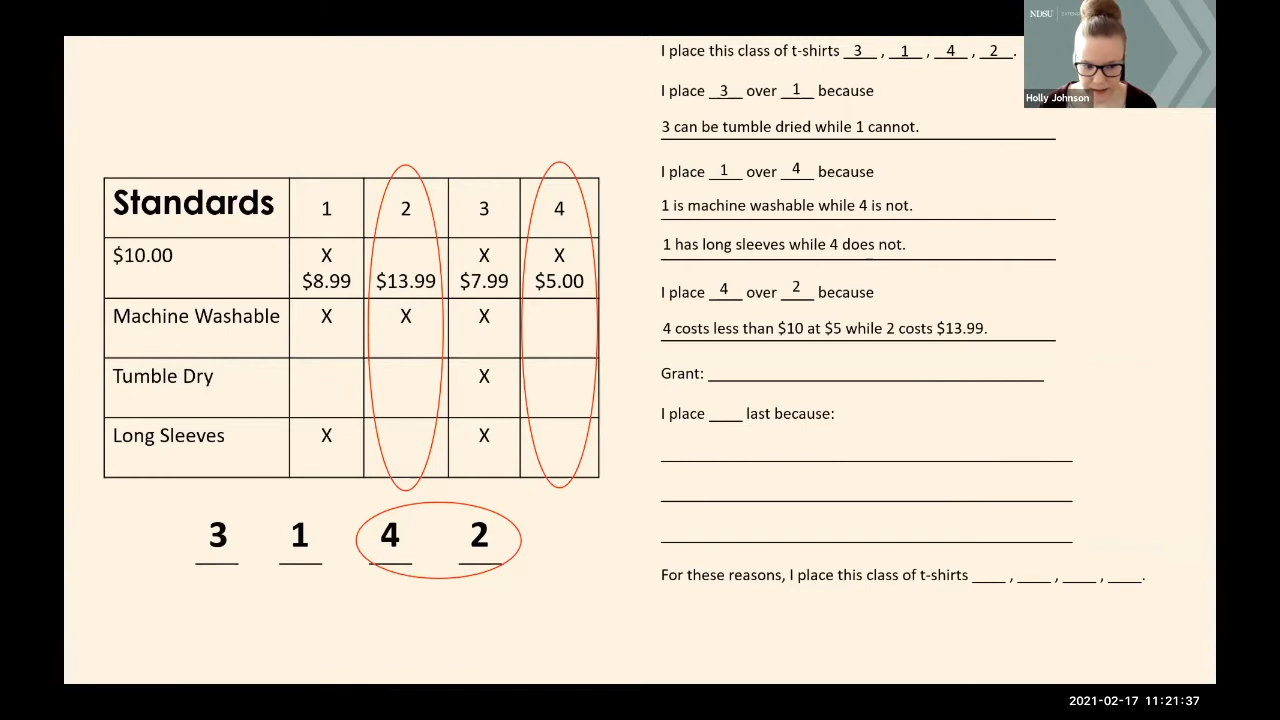 NDSU
Holly Johnson
Standards 1 2 3 4
$10.00 X X X
$8.99 $13.99 $7.99 $5.00
Machine Washable X X X
Tumble Dry X
Long Sleeves X X
3 1 4 2
I place this class of t-shirts 3 , 1 , 4 , 2 .
I place 3 over 1 because
3 can be tumble dried while 1 cannot.
I place 1 over 4 because
1 is machine washable while 4 is not.
1 has long sleeves while 4 does not.
I place 4 over 2 because
4 costs less than $10 at $5 while 2 costs $13.99.
Grant: ____
I place ____ last because:
For these reasons, I place this class of t-shirts ____ , ____ , ____ , ____.
2021-02-17 11:21:37